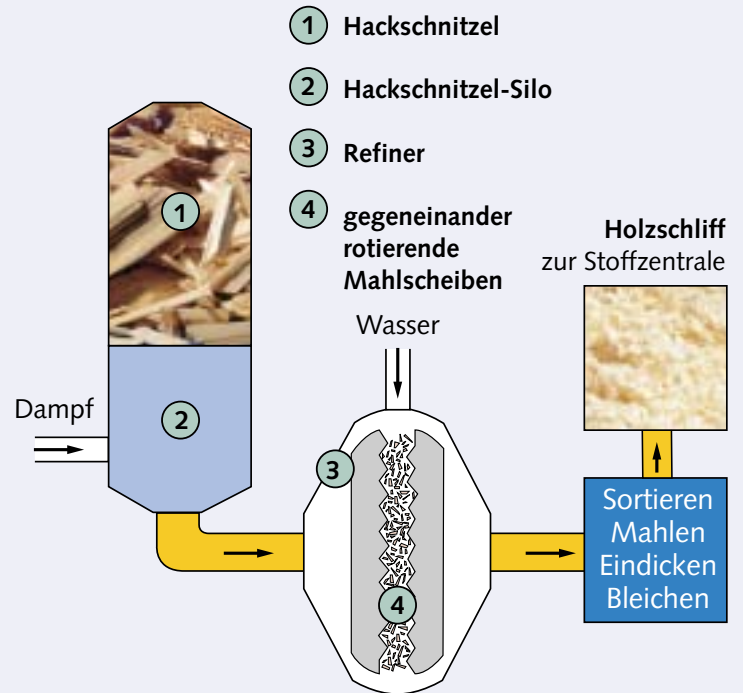 1 Hackschnitzel
2 Hackschnitzel-Silo
3 Refiner
4 gegeneinander
rotierende
Mahlscheiben
Holzschliff
zur Stoffzentrale
Wasser
Dampf
1
2
3
4
Sortieren
Mahlen
Eindicken
Bleichen